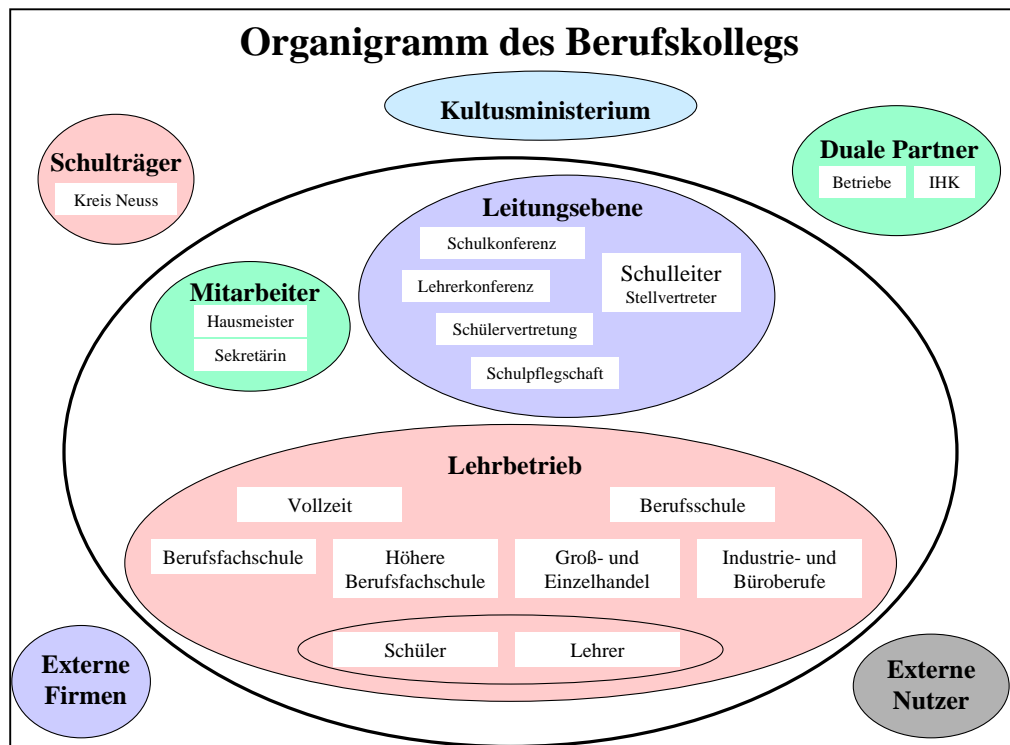 Organigramm des Berufskollegs
Kultusministerium
Schulträger
Kreis Neuss
Duale Partner
Betriebe
IHK
Leitungsebene
Schulkonferenz
Lehrerkonferenz
Schülervertretung
Schulpflegschaft
Schulleiter
Stellvertreter
Mitarbeiter
Hausmeister
Sekretärin
Lehrbetrieb
Vollzeit
Berufsschule
Berufsfachschule
Höhere
Berufsfachschule
Groß- und
Einzelhandel
Industrie- und
Büroberufe
Schüler
Lehrer
Externe
Firmen
Externe
Nutzer